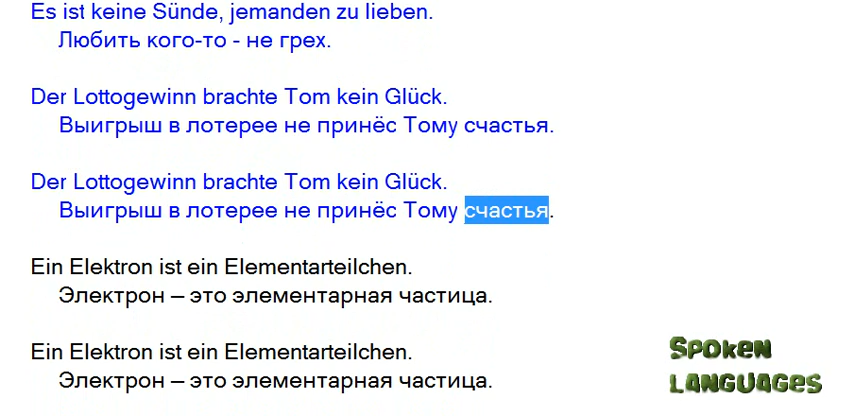 Es ist keine Sünde, jemanden zu lieben.
Любить кого-то - не грех.
Der Lottogewinn brachte Tom kein Glück.
Выигрыш в лотерее не принёс Тому счастья.
Der Lottogewinn brachte Tom kein Glück.
Выигрыш в лотерее не принёс Тому счастья.
Ein Elektron ist ein Elementarteilchen.
Электрон — это элементарная частица.
Ein Elektron ist ein Elementarteilchen.
Электрон — это элементарная частица.
Spoken
Languages